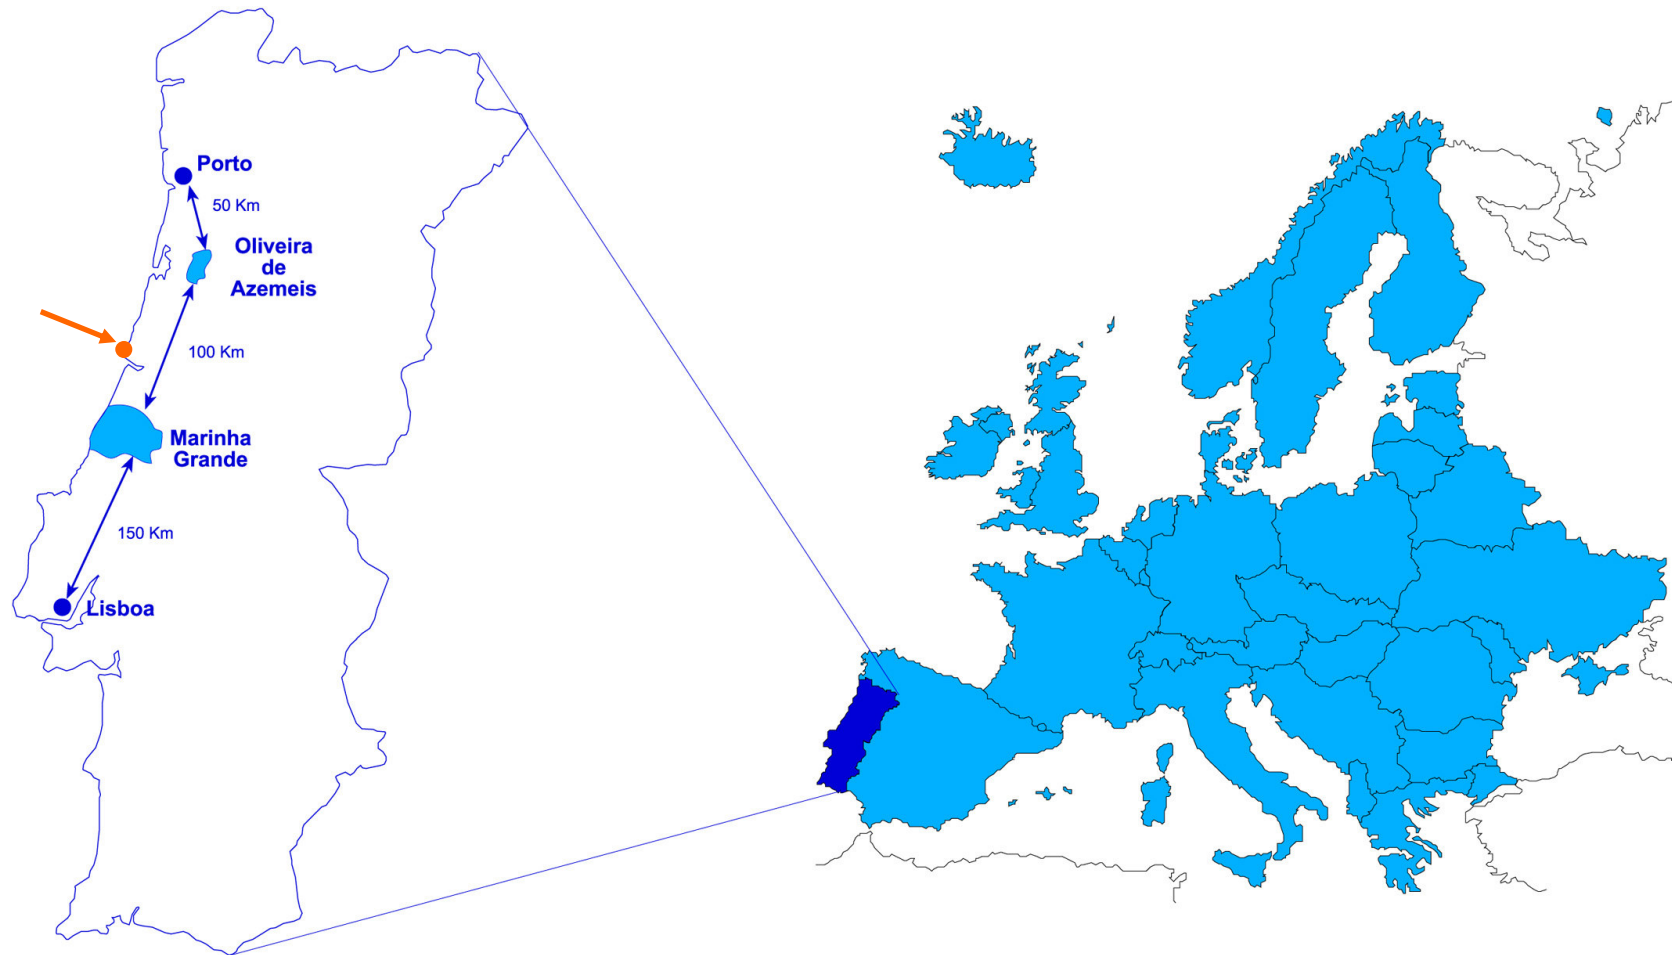 Porto
50 Km
Oliveira
de
Azemeis
100 Km
Marinha
Grande
150 Km
Lisboa